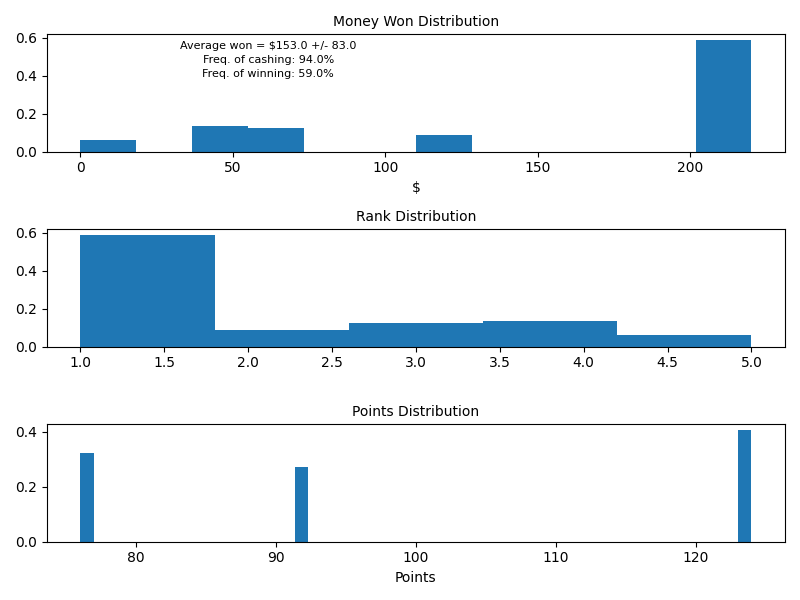 Money Won Distribution
Average won = $153.0 +/- 83.0
Freq. of cashing: 94.0%
Freq. of winning: 59.0%
0.6
0.4
0.2
0.0
0 50 100 150 200
$
Rank Distribution
0.6
0.4
0.2
0.0
1.0 1.5 2.0 2.5 3.0 3.5 4.0 4.5 5.0
Points Distribution
0.4
0.2
0.0
80 90 100 110 120
Points